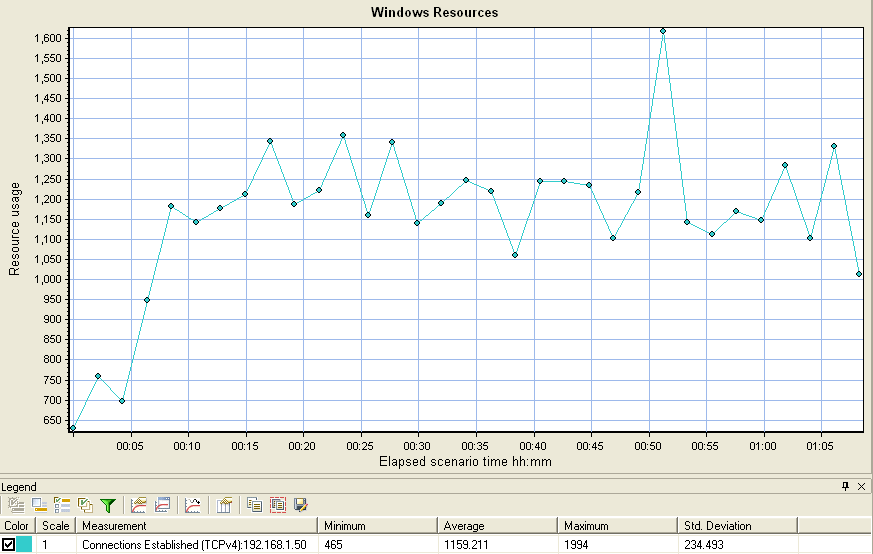 Windows Resources
1,600
1,550
1,500
1,450
1,400
1,350
1,300
1,250
1,200
1,150
1,100
1,050
1,000
950
900
850
800
750
700
650
Resource usage
00:05 00:10 00:15 00:20 00:25 00:30 00:35 00:40 00:45 00:50 00:55 01:00 01:05
Elapsed scenario time hh:mm
Legend
Color Scale Measurement Minimum Average Maximum Std. Deviation
1 Connections Established (TCPv4):192.168.1.50 465 1159.211 1994 234.493